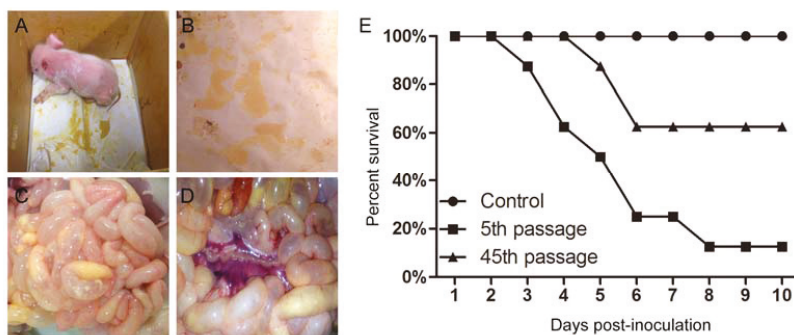 A
B
C
D
E
Percent survival
100%
80%
60%
40%
20%
0%
Control
5th passage
45th passage
1 2 3 4 5 6 7 8 9 10
Days post-inoculation